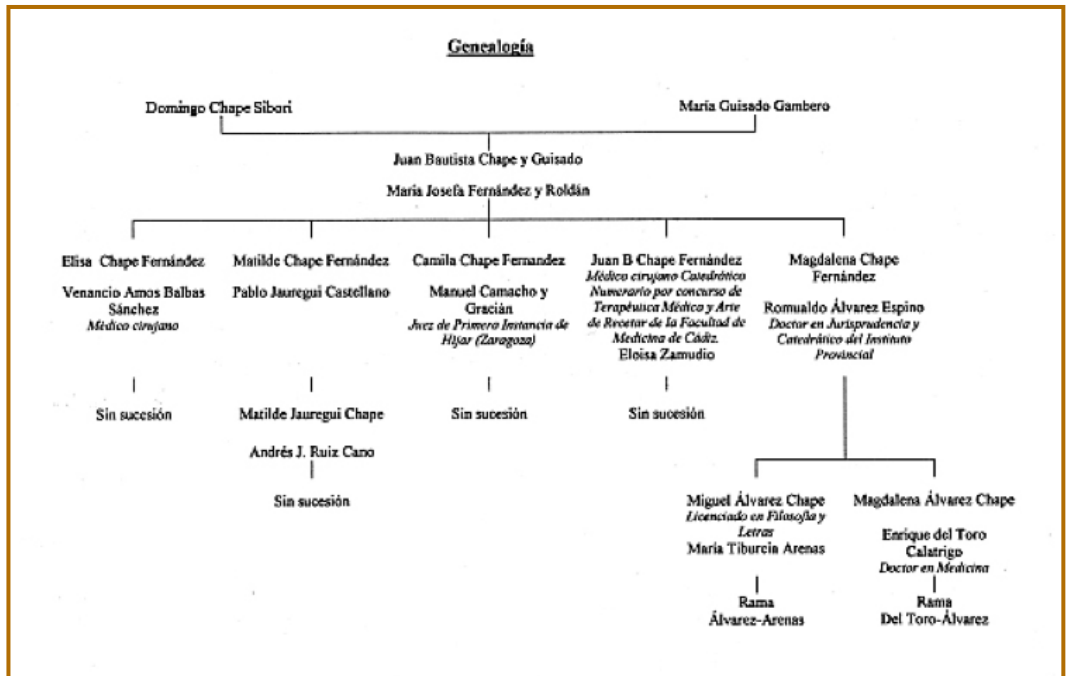 Genealogía
Domingo Chape Sibori
María Guisado Gambero
Juan Bautista Chape y Guisado
María Josefa Fernández y Roldán
Elisa Chape Fernández
Venancio Amos Balbas
Sánchez
Médico cirujano
Sin sucesión
Matilde Chape Fernández
Pablo Jauregui Castellano
Matilde Jauregui Chape
Andrés J. Ruiz Cano
Sin sucesión
Camila Chape Fernandez
Manuel Camacho y
Gracián
Juez de Primero Instancia de
Hijar (Zaragoza)
Sin sucesión
Juan B Chape Fernández
Médico cirujano Catedrático
Numerario por concurso de
Terapéutica Médico y Arte
de Recetar de la Facultad de
Medicina de Cádiz
Eloisa Zamudio
Sin sucesión
Magdalena Chape
Fernández
Romualdo Álvarez Espino
Doctor en Jurisprudencia y
Catedrático del Instituto
Provincial
Miguel Álvarez Chape
Licenciado en Filosofía y
Letras
María Tiburcia Arenas
Rama
Álvarez-Arenas
Magdalena Álvarez Chape
Enrique del Toro
Calatrigo
Doctor en Medicina
Rama
Del Toro-Álvarez